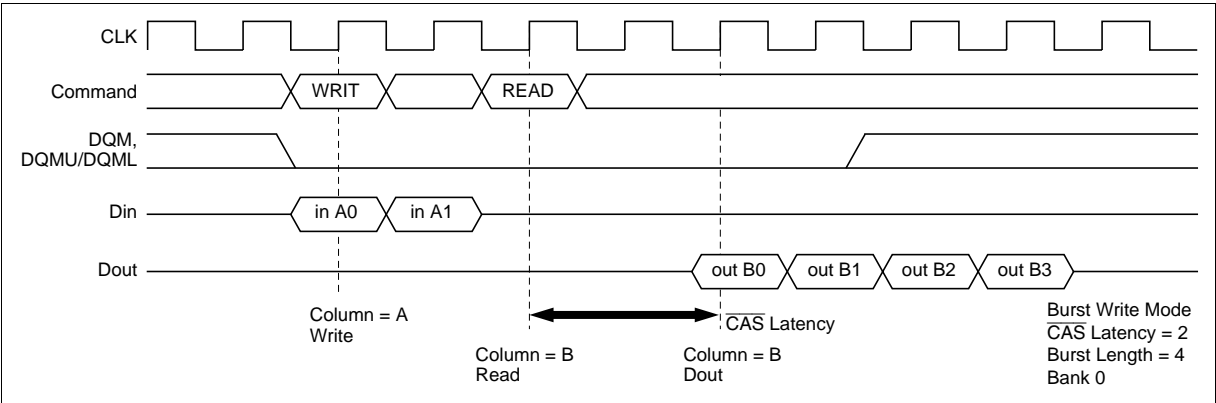 CLK
Command
WRIT
READ
DQM,
DQMU/DQML
Din
in A0
in A1
Dout
out B0
out B1
out B2
out B3
Column = A
Write
CAS Latency
Column = B
Read
Column = B
Dout
Burst Write Mode
CAS Latency = 2
Burst Length = 4
Bank 0